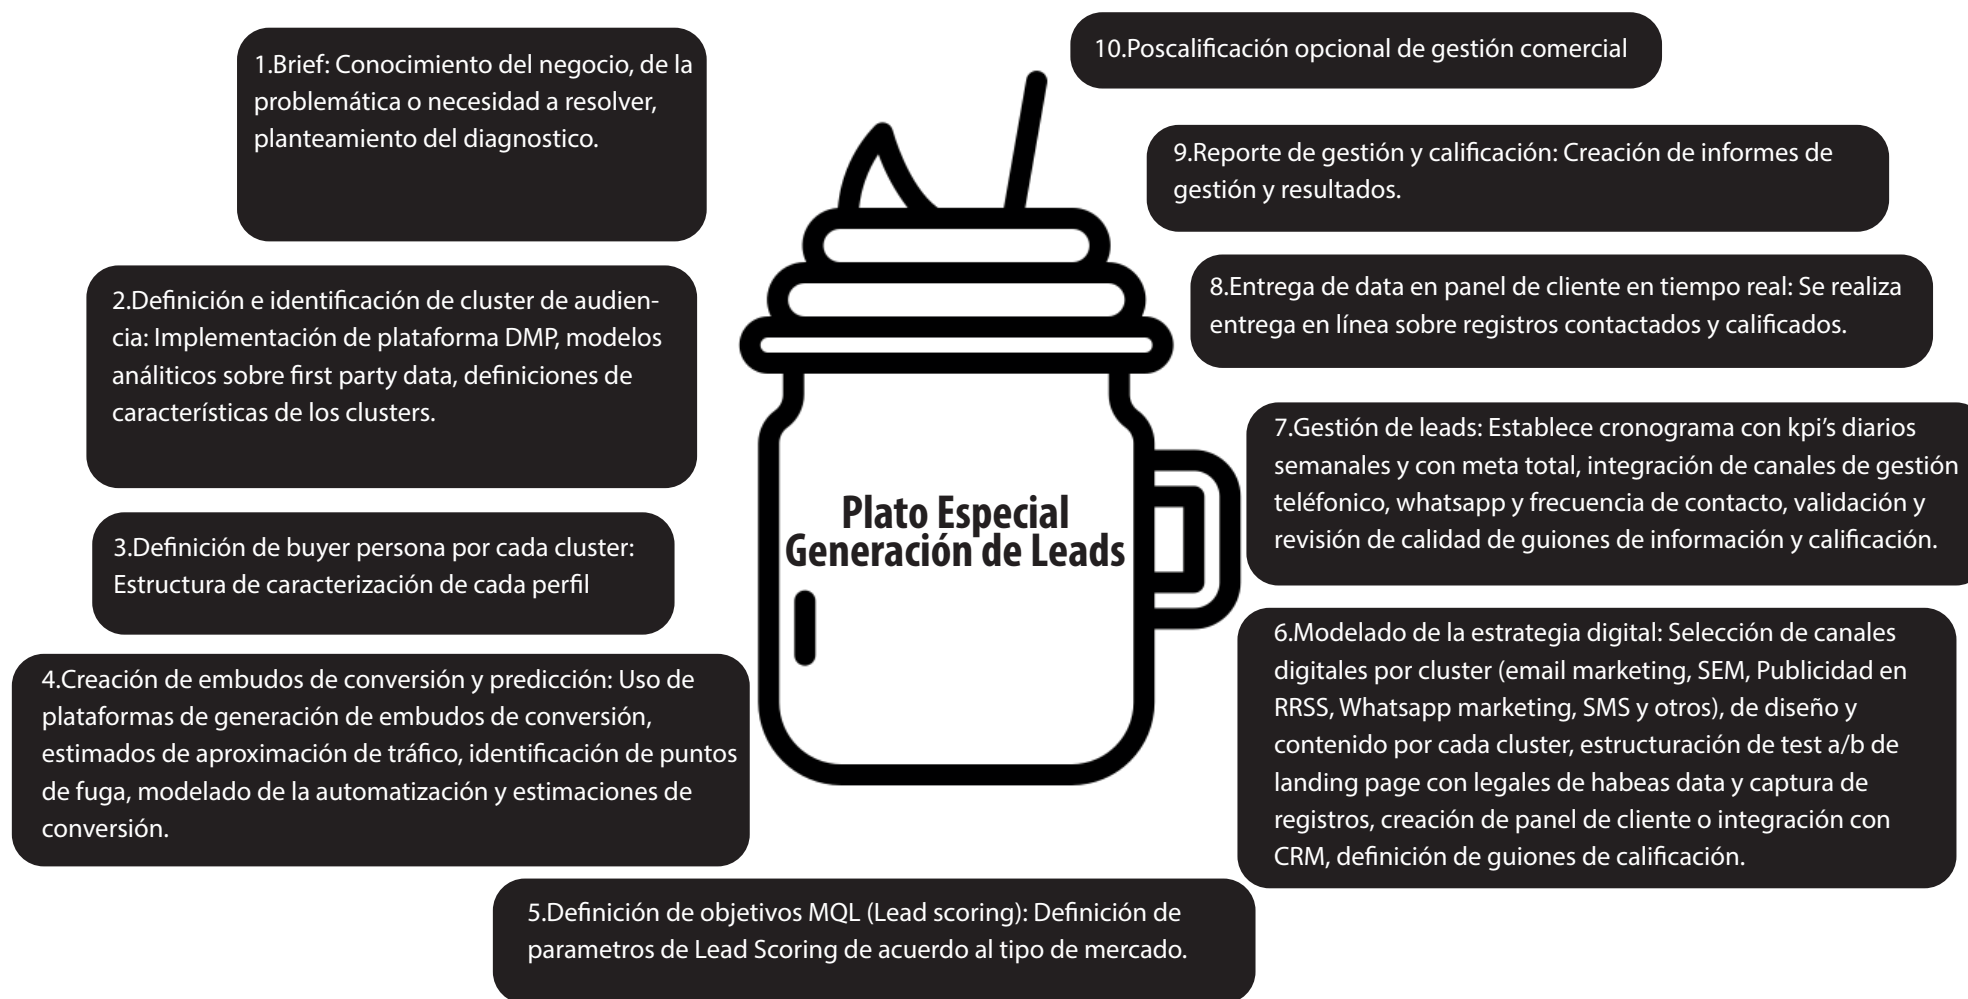 1.Brief: Conocimiento del negocio, de la
problemática o necesidad a resolver,
planteamiento del diagnostico.
2.Definición e identificación de cluster de audien-
cia: Implementación de plataforma DMP, modelos
análiticos sobre first party data, definiciones de
características de los clusters.
3.Definición de buyer persona por cada cluster:
Estructura de caracterización de cada perfil
4.Creación de embudos de conversión y predicción: Uso de
plataformas de generación de embudos de conversión,
estimados de aproximación de tráfico, identificación de puntos
de fuga, modelado de la automatización y estimaciones de
conversión.
5.Definición de objetivos MQL (Lead scoring): Definición de
parametros de Lead Scoring de acuerdo al tipo de mercado.
6.Modelado de la estrategia digital: Selección de canales
digitales por cluster (email marketing, SEM, Publicidad en
RRSS, Whatsapp marketing, SMS y otros), de diseño y
contenido por cada cluster, estructuración de test a/b de
landing page con legales de habeas data y captura de
registros, creación de panel de cliente o integración con
CRM, definición de guiones de calificación.
7.Gestión de leads: Establece cronograma con kpi’s diarios
semanales y con meta total, integración de canales de gestión
teléfonico, whatsapp y frecuencia de contacto, validación y
revisión de calidad de guiones de información y calificación.
8.Entrega de data en panel de cliente en tiempo real: Se realiza
entrega en línea sobre registros contactados y calificados.
9.Reporte de gestión y calificación: Creación de informes de
gestión y resultados.
10.Poscalificación opcional de gestión comercial
Plato Especial
Generación de Leads